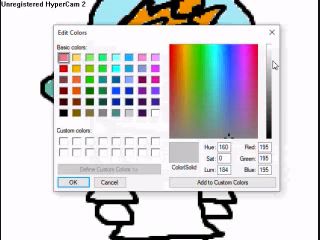 Unregistered HyperCam 2
Edit Colors
Basic colors:
Custom colors:
Define Custom Colors >>
OK
Cancel
Color|Solid
Hue: 160
Sat: 0
Lum: 184
Red: 195
Green: 195
Blue: 195
Add to Custom Colors